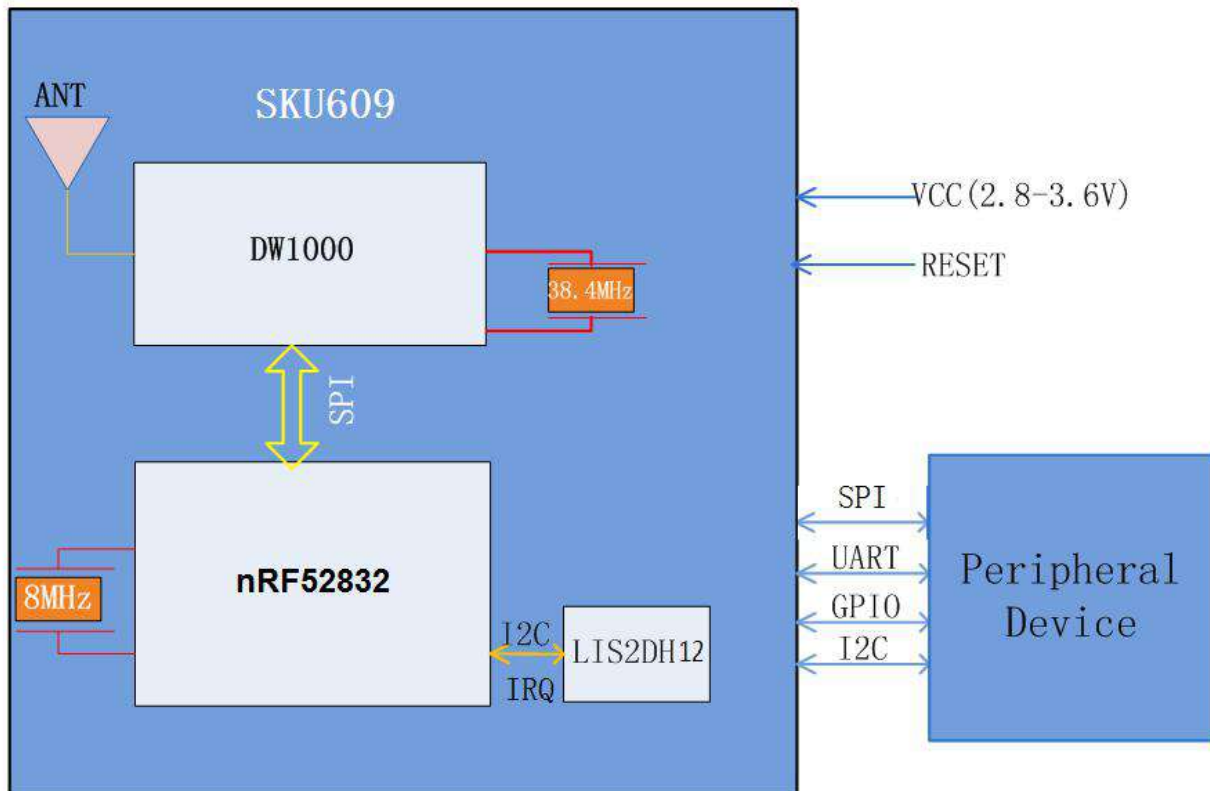 ANT
SKU609
DW1000
38.4MHz
VCC(2.8-3.6V)
RESET
SPI
nRF52832
8MHz
I2C
IRQ
LIS2DH12
SPI
UART
GPIO
I2C
Peripheral
Device